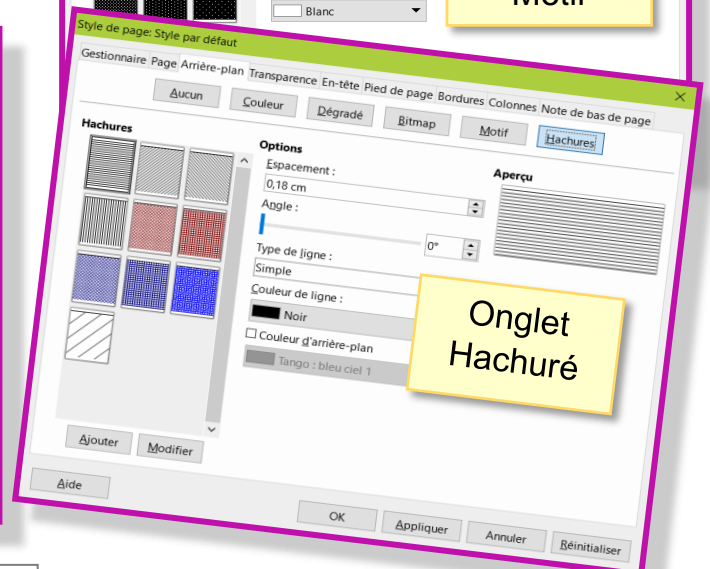 Motif
Blanc
Style de page: Style par défaut
Gestionnaire Page Arrière-plan Transparence En-tête Pied de page Bordures Colonnes Note de bas de page
Aucun Couleur Dégradé Bitmap Motif Hachures
Hachures
Options
Espacement :
0,18 cm
Angle :
0°
Type de ligne :
Simple
Couleur de ligne :
Noir
Couleur d'arrière-plan
Tango : bleu ciel 1
Aperçu
Onglet
Hachuré
Ajouter Modifier
Aide
OK Appliquer Annuler Réinitialiser